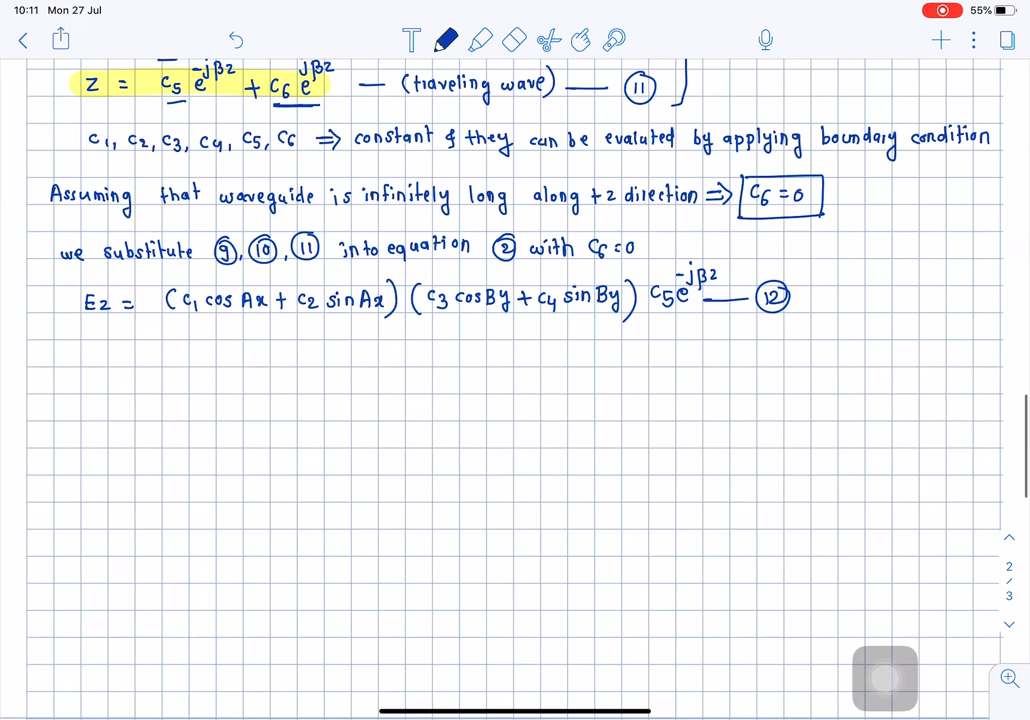 10:11 Mon 27 Jul
55%
T
z = c5 e^-jβz + c6 e^jβz — (traveling wave) — 11
c1, c2, c3, c4, c5, c6 ⇒ constant & they can be evaluated by applying boundary condition
Assuming that waveguide is infinitely long along +z direction ⇒ c6 = 0
we substitute 9, 10, 11 into equation 2 with c6 = 0
Ez = (c1 cos Ax + c2 sin Ax) (c3 cos By + c4 sin By) c5 e^-jβz — 12
2
/
3